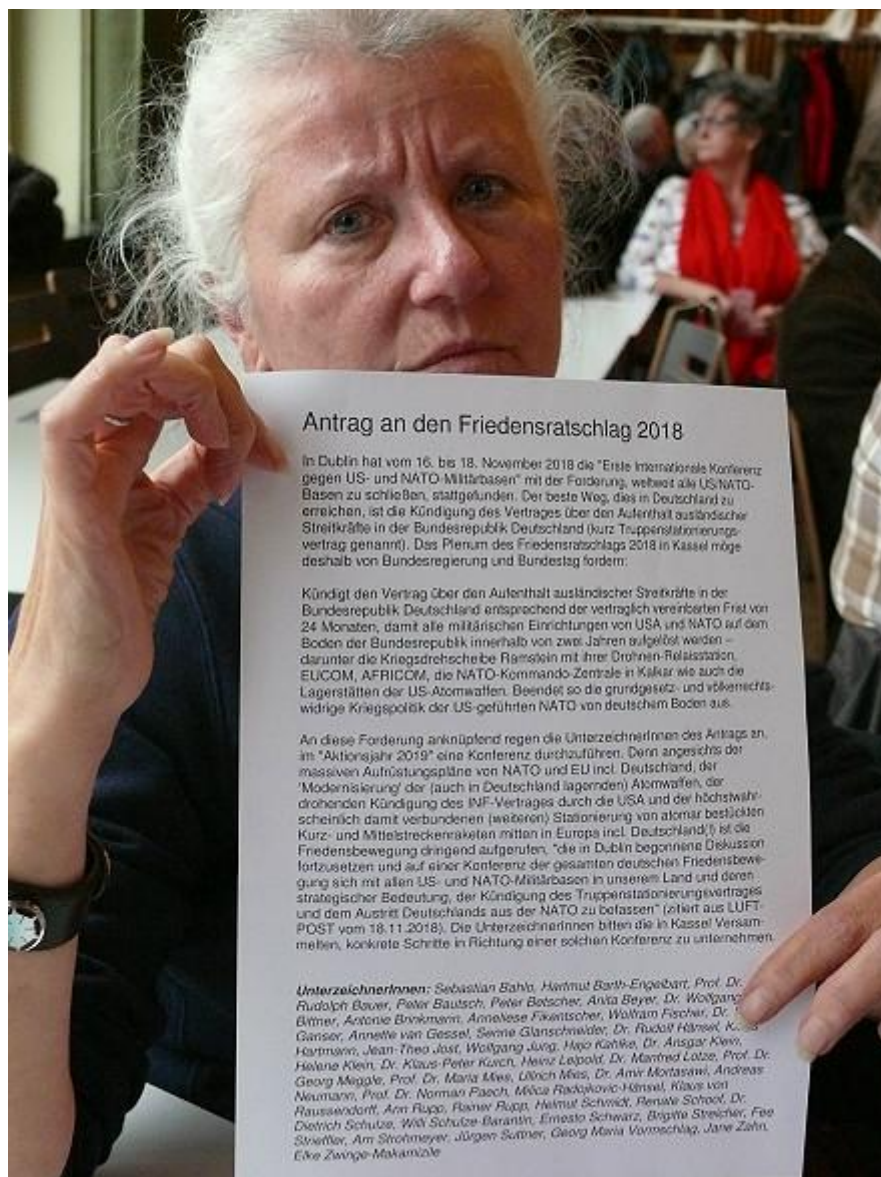 Antrag an den Friedensratschlag 2018
In Dublin hat vom 16. bis 18. November 2018 die "Erste Internationale Konferenz
gegen US- und NATO-Militärbasen" mit der Forderung, weltweit alle US/NATO-
Basen zu schließen, stattgefunden. Der beste Weg, dies in Deutschland zu
erreichen, ist die Kündigung des Vertrages über den Aufenthalt ausländischer
Streitkräfte in der Bundesrepublik Deutschland (kurz Truppenstationierungs-
vertrag genannt). Das Plenum des Friedensratschlags 2018 in Kassel möge
deshalb von Bundesregierung und Bundestag fordern:
Kündigt den Vertrag über den Aufenthalt ausländischer Streitkräfte in der
Bundesrepublik Deutschland entsprechend der vertraglich vereinbarten Frist von
24 Monaten, damit alle militärischen Einrichtungen von USA und NATO auf dem
Boden der Bundesrepublik innerhalb von zwei Jahren aufgelöst werden –
darunter die Kriegsdrehscheibe Ramstein mit ihrer Drohnen-Relaisstation,
EUCOM, AFRICOM, die NATO-Kommando-Zentrale in Kalkar wie auch die
Lagerstätten der US-Atomwaffen. Beendet so die grundgesetz- und völkerrechts-
widrige Kriegspolitik der US-geführten NATO von deutschem Boden aus.
An diese Forderung anknüpfend regen die UnterzeichnerInnen des Antrags an,
im "Aktionsjahr 2019" eine Konferenz durchzuführen. Denn angesichts der
massiven Aufrüstungspläne von NATO und EU incl. Deutschland, der
'Modernisierung' der (auch in Deutschland lagernden) Atomwaffen, der
drohenden Kündigung des INF-Vertrages durch die USA und der höchstwahr-
scheinlich damit verbundenen (weiteren) Stationierung von atomar bestückten
Kurz- und Mittelstreckenraketen mitten in Europa incl. Deutschland(!) ist die
Friedensbewegung dringend aufgerufen, "die in Dublin begonnene Diskussion
fortzusetzen und auf einer Konferenz der gesamten deutschen Friedensbewe-
gung sich mit allen US- und NATO-Militärbasen in unserem Land und deren
strategischer Bedeutung, der Kündigung des Truppenstationierungsvertrages
und dem Austritt Deutschlands aus der NATO zu befassen" (zitiert aus LUFT-
POST vom 18.11.2018). Die UnterzeichnerInnen bitten die in Kassel Versam-
melten, konkrete Schritte in Richtung einer solchen Konferenz zu unternehmen.
UnterzeichnerInnen: Sebastian Bahlo, Hartmut Barth-Engelbart, Prof. Dr.
Rudolph Bauer, Peter Bautsch, Peter Betscher, Anita Beyer, Dr. Wolfgang
Bittner, Antonie Brinkmann, Anneliese Fikentscher, Wolfram Fischer, Dr.
Ganser, Annette van Gessel, Senne Glanschneider, Dr. Rudolf Hänsel,
Hartmann, Jean-Theo Jost, Wolfgang Jung, Hajo Kahlke, Dr. Ansgar Klein,
Helene Klein, Dr. Klaus-Peter Kurch, Heinz Leipold, Dr. Manfred Lotze, Prof. Dr.
Georg Meggle, Prof. Dr. Maria Mies, Ullrich Mies, Dr. Amir Mortasawi, Andreas
Neumann, Prof. Dr. Norman Paech, Milica Radojkovic-Hänsel, Klaus von
Raussendorff, Ann Rupp, Rainer Rupp, Helmut Schmidt, Renate Schoof, Dr.
Dietrich Schulze, Willi Schulze-Barantin, Ernesto Schwarz, Brigitte Streicher, Fee
Strieffler, Arn Strohmeyer, Jürgen Suttner, Georg Maria Vormschlag, Jane Zahn,
Elke Zwinge-Makamizile